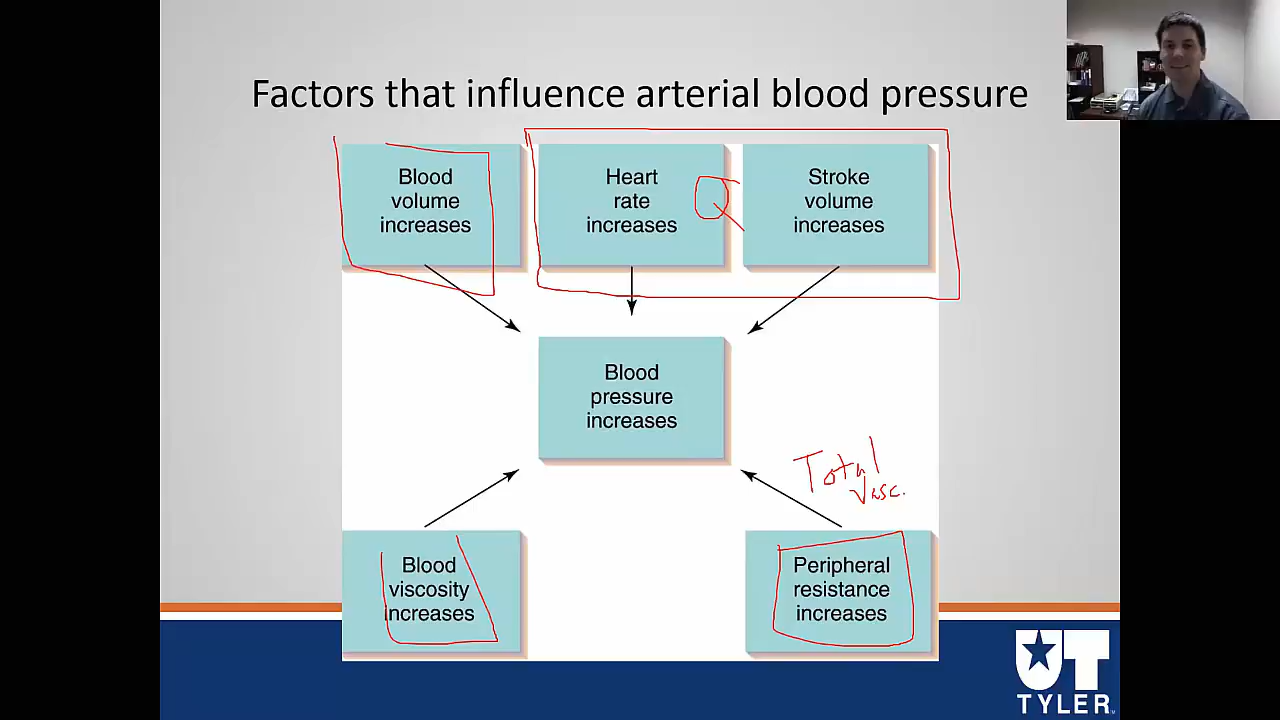 Factors that influence arterial blood pressure
Blood
volume
increases
Heart
rate
increases
Q
Stroke
volume
increases
Blood
pressure
increases
Total
Vasc.
Blood
viscosity
increases
Peripheral
resistance
increases
UT
TYLER